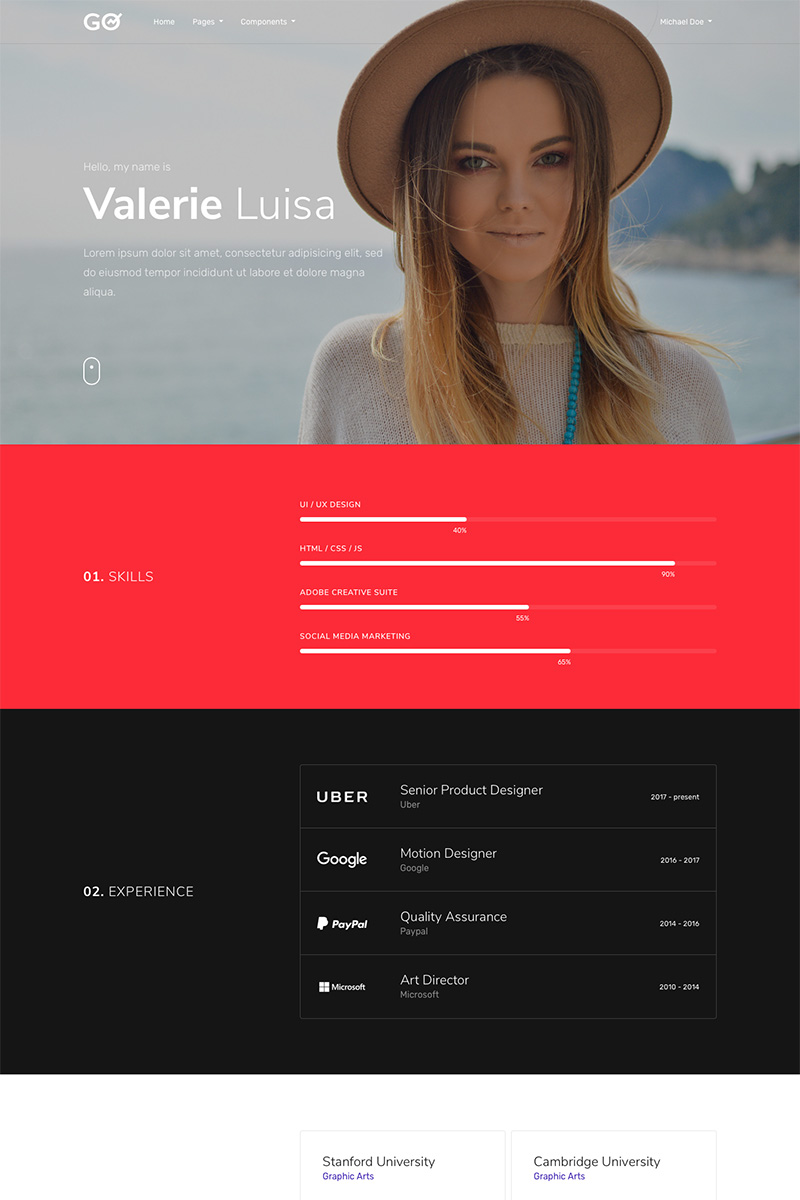 GO
Home Pages Components Michael Doe
Hello, my name is
Valerie Luisa
Lorem ipsum dolor sit amet, consectetur adipisicing elit, sed
do eiusmod tempor incididunt ut labore et dolore magna
aliqua.
UI / UX DESIGN
40%
HTML / CSS / JS
90%
01. SKILLS
ADOBE CREATIVE SUITE
55%
SOCIAL MEDIA MARKETING
65%
UBER
Senior Product Designer
Uber
2017 - present
Google
Motion Designer
Google
2016 - 2017
02. EXPERIENCE
PayPal
Quality Assurance
Paypal
2014 - 2016
Microsoft
Art Director
Microsoft
2010 - 2014
Stanford University
Graphic Arts
Cambridge University
Graphic Arts